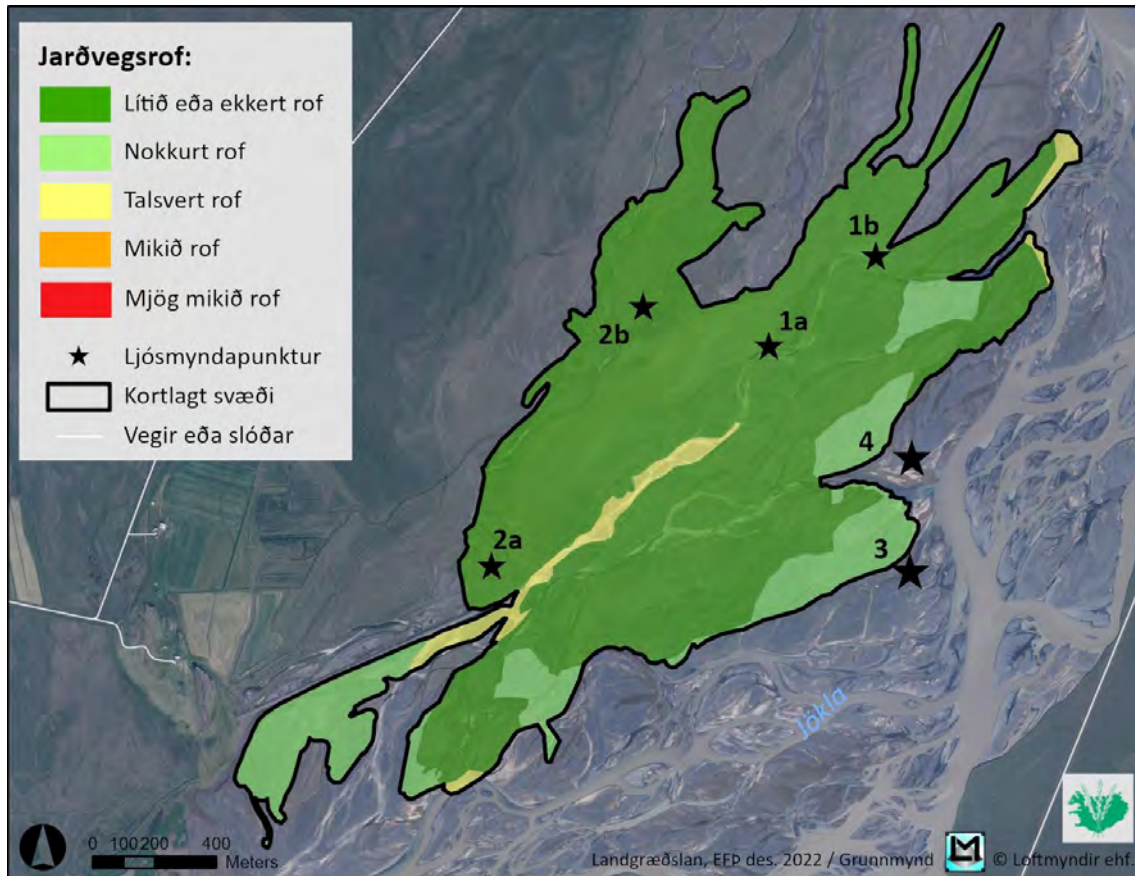 Jarðvegsrof:
Lítið eða ekkert rof
Nokkurt rof
Talsvert rof
Mikið rof
Mjög mikið rof
Ljósmyndapunktur
Kortlagt svæði
Vegir eða slóðar
1b
2b
1a
4
2a
3
Jökla
0 100200 400
Meters
Landgræðslan, EFÞ des. 2022 / Grunnmynd LM © Loftmyndir ehf.